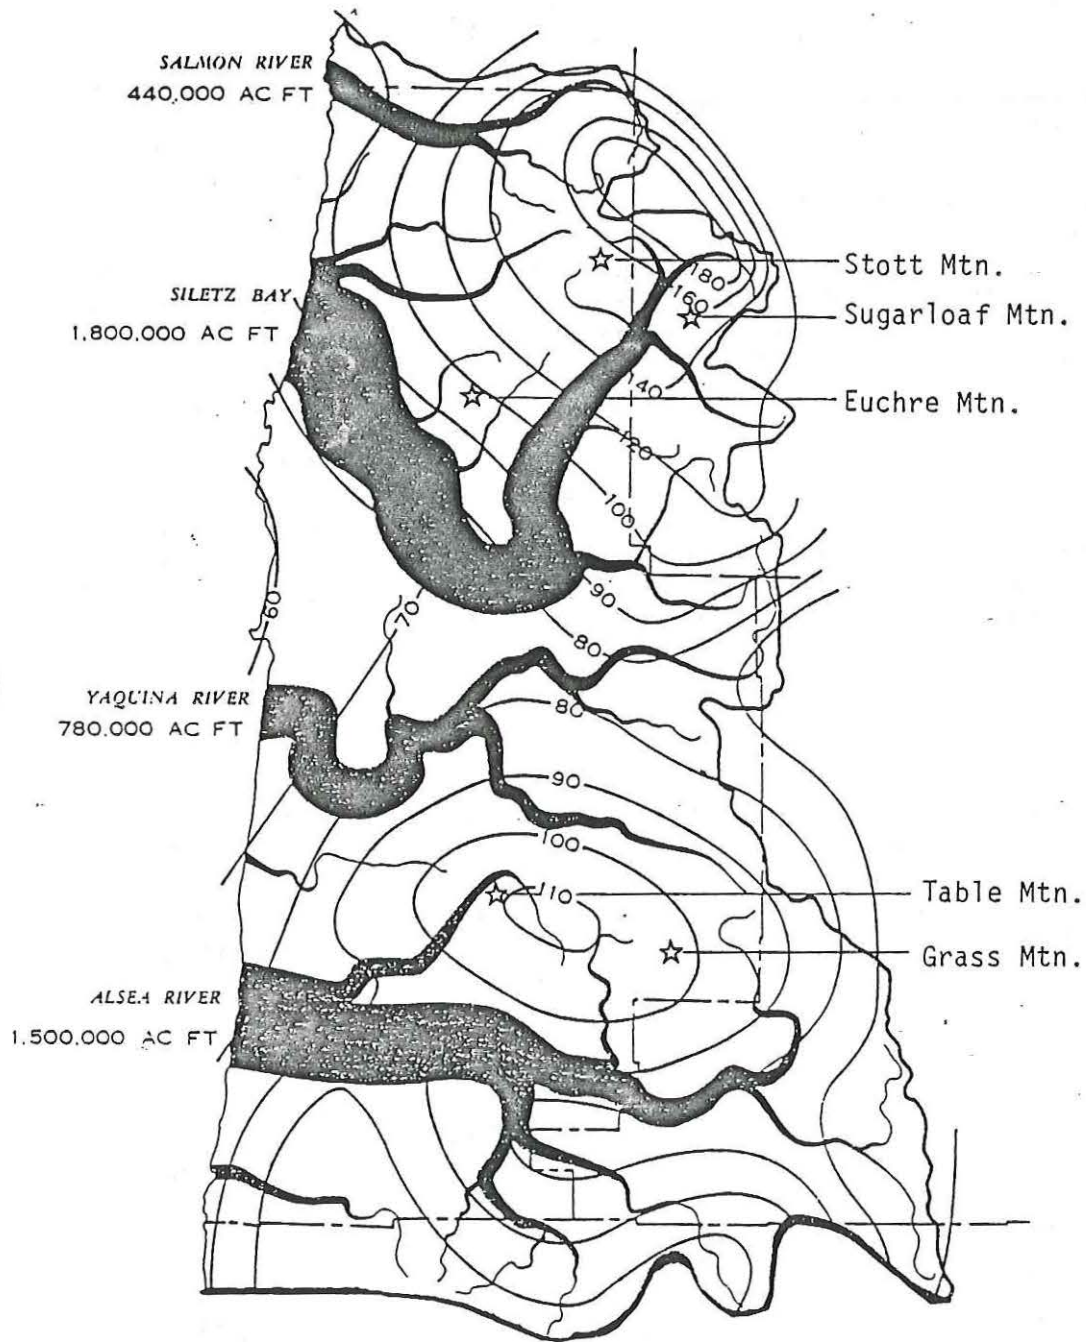 SALMON RIVER
440,000 AC FT
Stott Mtn.
180
SILETZ BAY
160
Sugarloaf Mtn.
1,800,000 AC FT
140
Euchre Mtn.
120
100
90
60
70
80
YAQUINA RIVER
780,000 AC FT
80
90
100
110
Table Mtn.
Grass Mtn.
ALSEA RIVER
1,500,000 AC FT